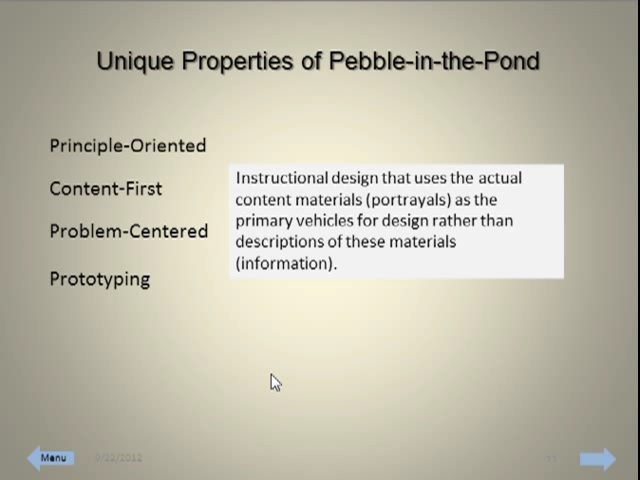 Unique Properties of Pebble-in-the-Pond
Principle-Oriented
Content-First
Problem-Centered
Prototyping
Instructional design that uses the actual
content materials (portrayals) as the
primary vehicles for design rather than
descriptions of these materials
(information).
Menu